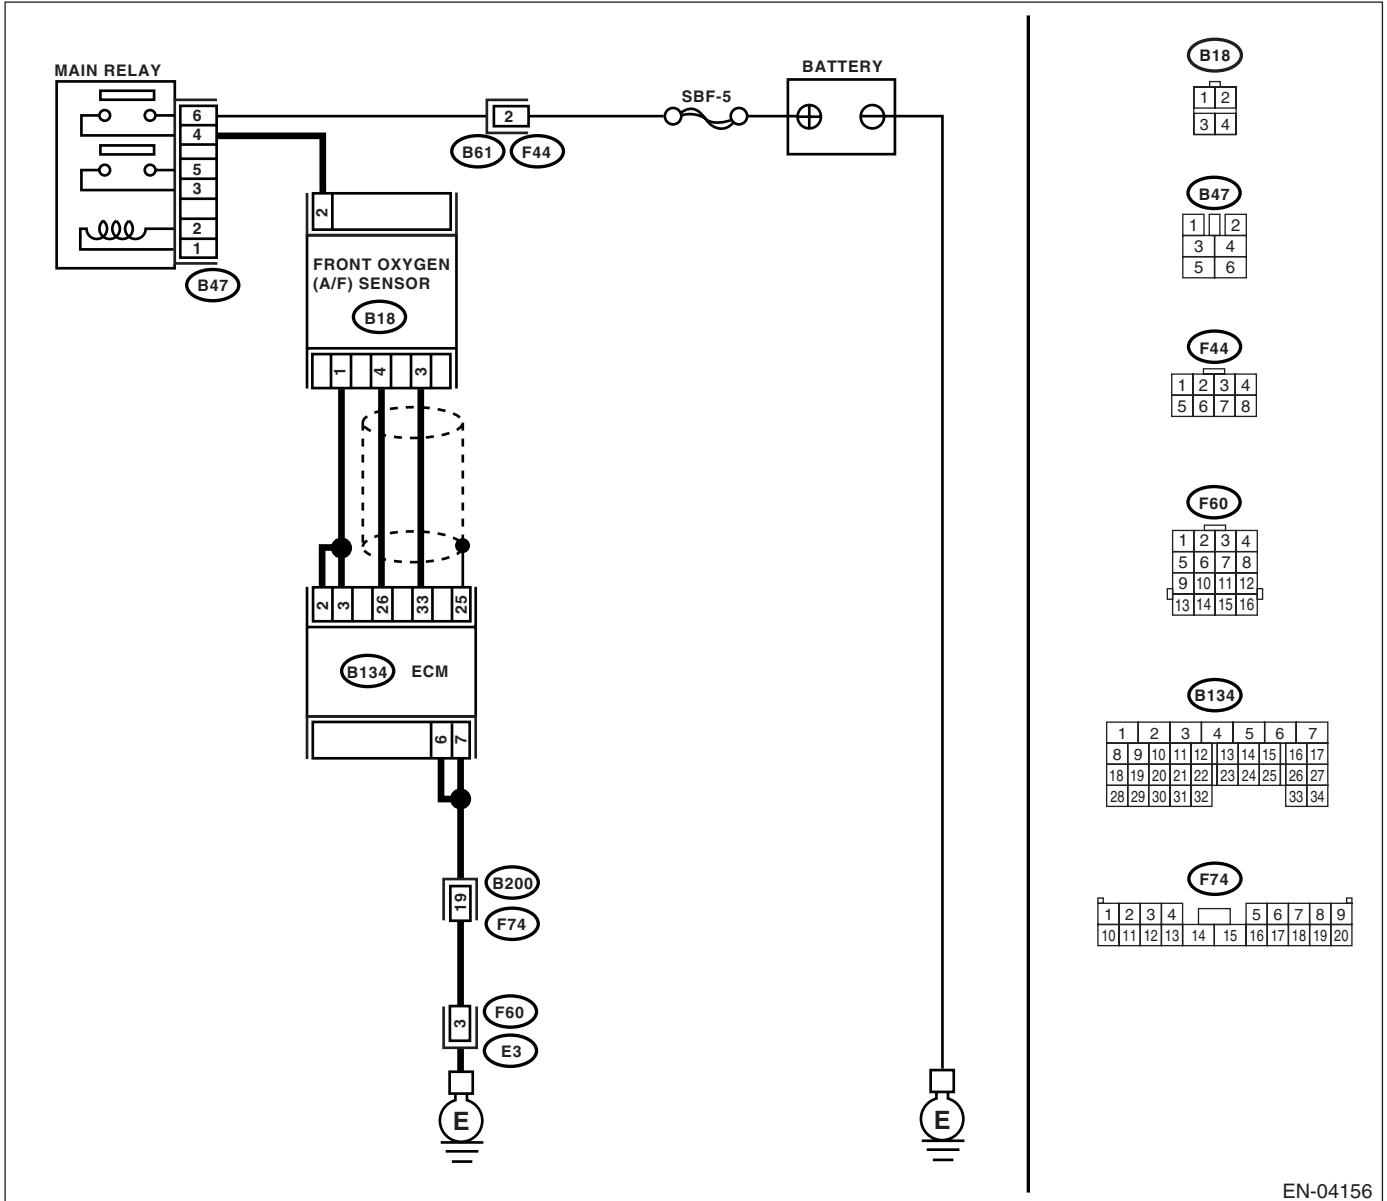 MAIN RELAY
6
4
5
3
2
1
B47
2
B61 F44
SBF-5
BATTERY
2
FRONT OXYGEN
(A/F) SENSOR
B18
1 4 3
2 3 26 33 25
B134 ECM
6 7
19
B200
F74
3
F60
E3
E
E
B18
1 2
3 4
B47
1 2
3 4
5 6
F44
1 2 3 4
5 6 7 8
F60
1 2 3 4
5 6 7 8
9 10 11 12
13 14 15 16
B134
1 2 3 4 5 6 7
8 9 10 11 12 13 14 15 16 17
18 19 20 21 22 23 24 25 26 27
28 29 30 31 32 33 34
F74
1 2 3 4 5 6 7 8 9
10 11 12 13 14 15 16 17 18 19 20
EN-04156